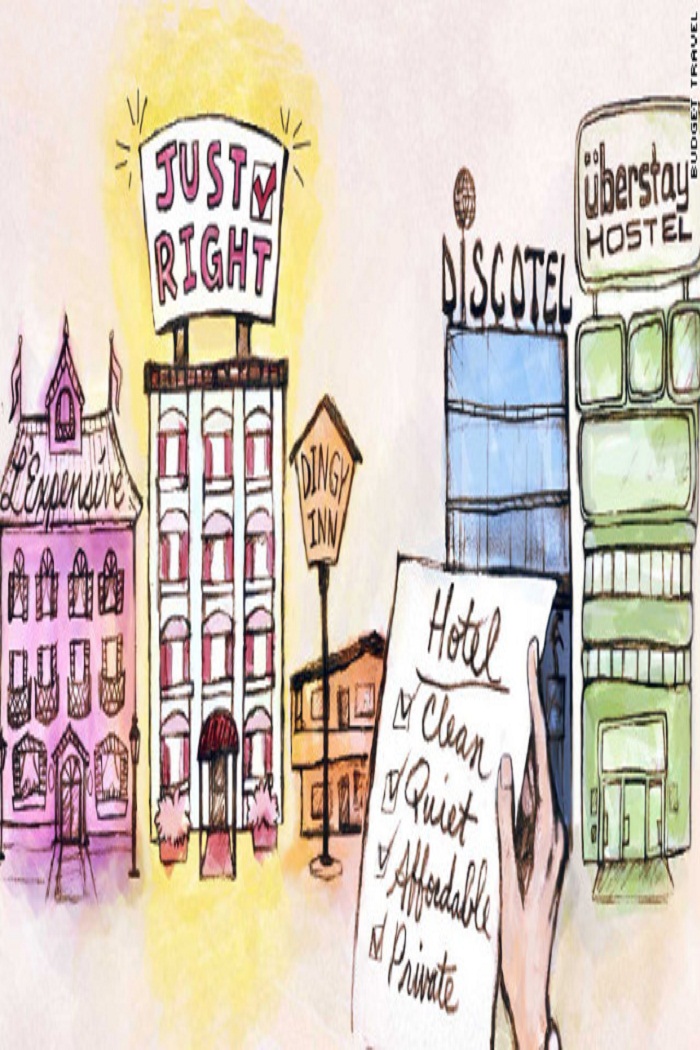 BUDGET TRAVEL
JUST
RIGHT
überstay
HOSTEL
DISCOTEL
L'Expensive
DINGY
INN
Hotel
Clean
Quiet
Affordable
Private